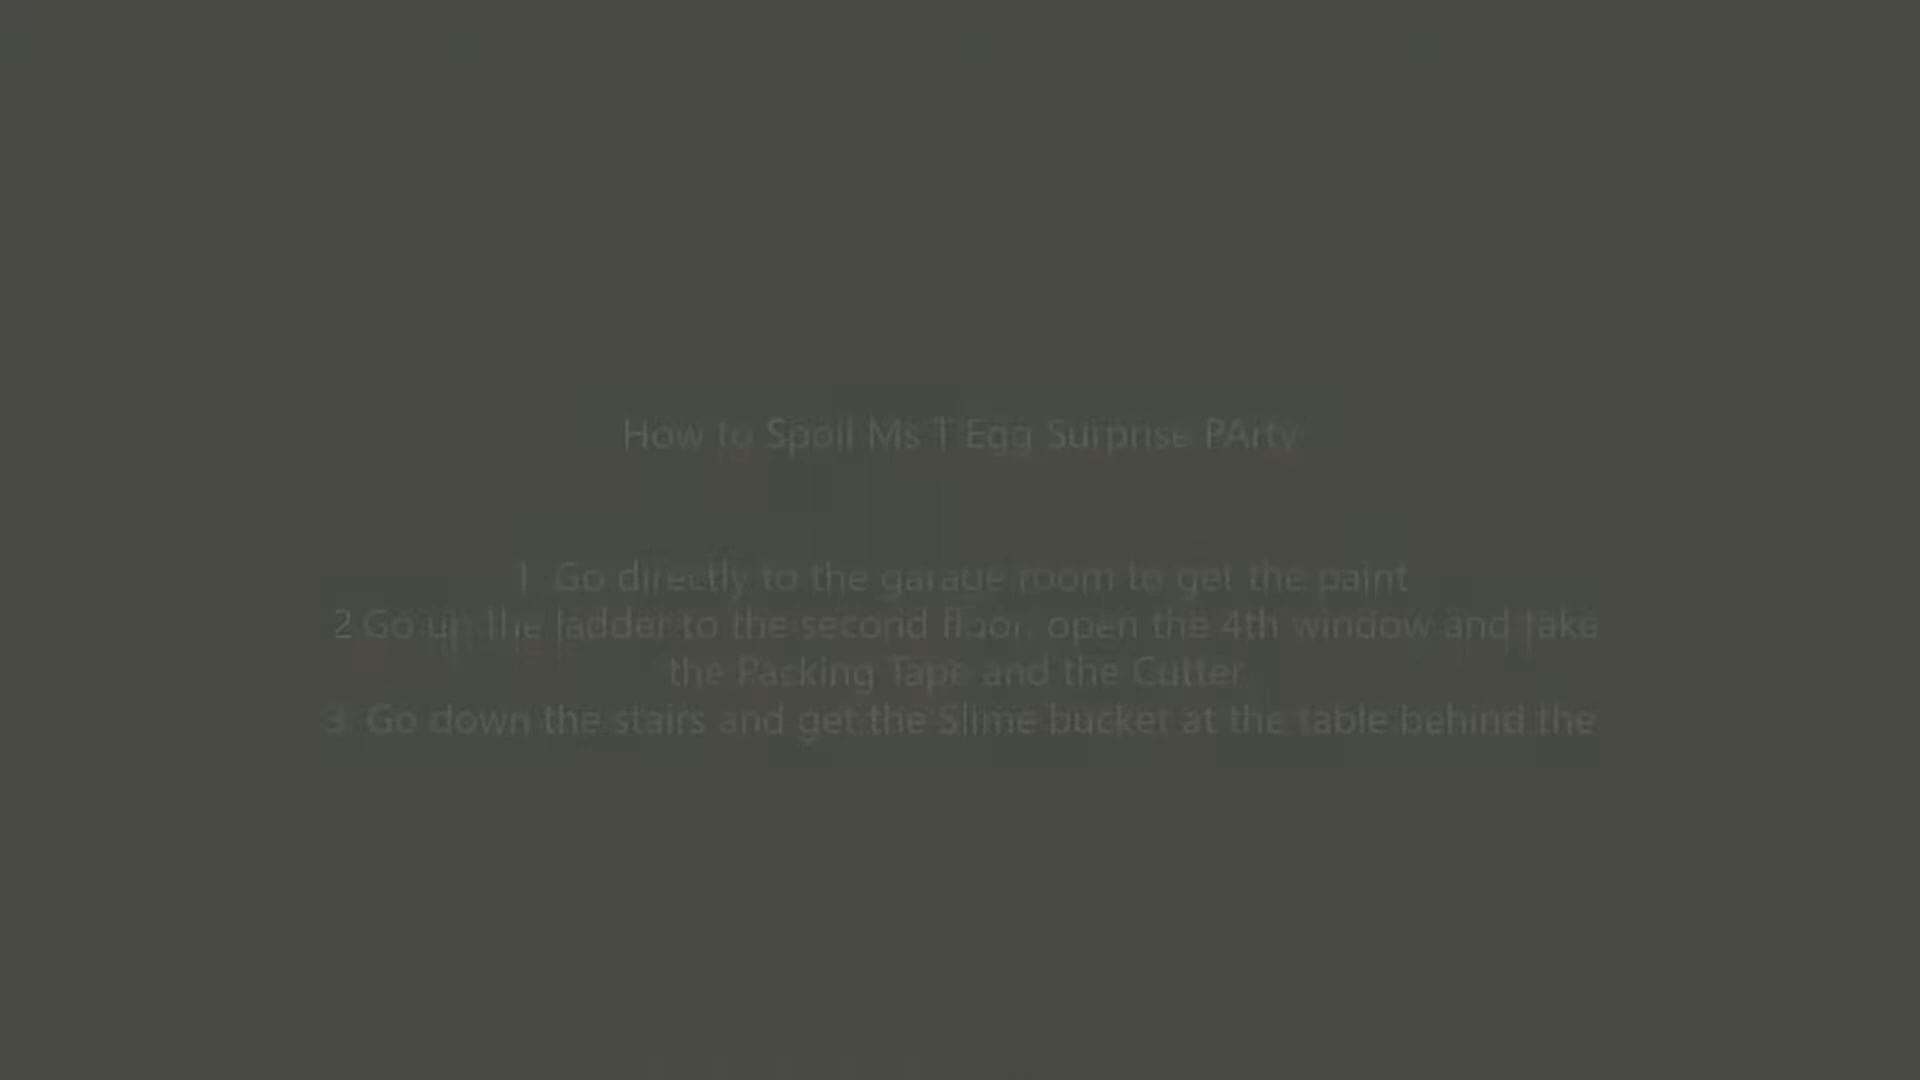 How to Spoil Ms T Egg Surprise PArty
1. Go directly to the garage room to get the paint
2.Go up the ladder to the second floor, open the 4th window and take
the Packing Tape and the Cutter
3. Go down the stairs and get the Slime bucket at the table behind the